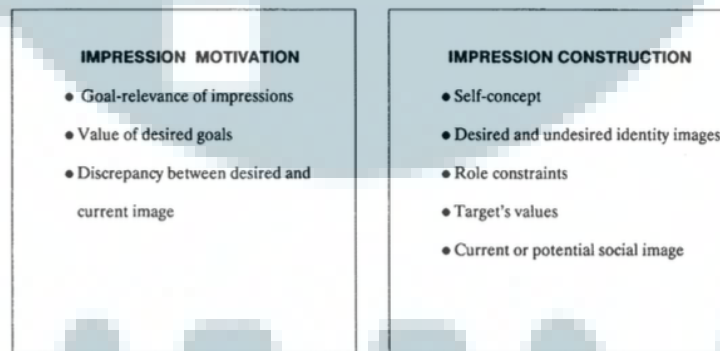 IMPRESSION MOTIVATION
• Goal-relevance of impressions
• Value of desired goals
• Discrepancy between desired and
current image
IMPRESSION CONSTRUCTION
• Self-concept
• Desired and undesired identity images
• Role constraints
• Target's values
• Current or potential social image